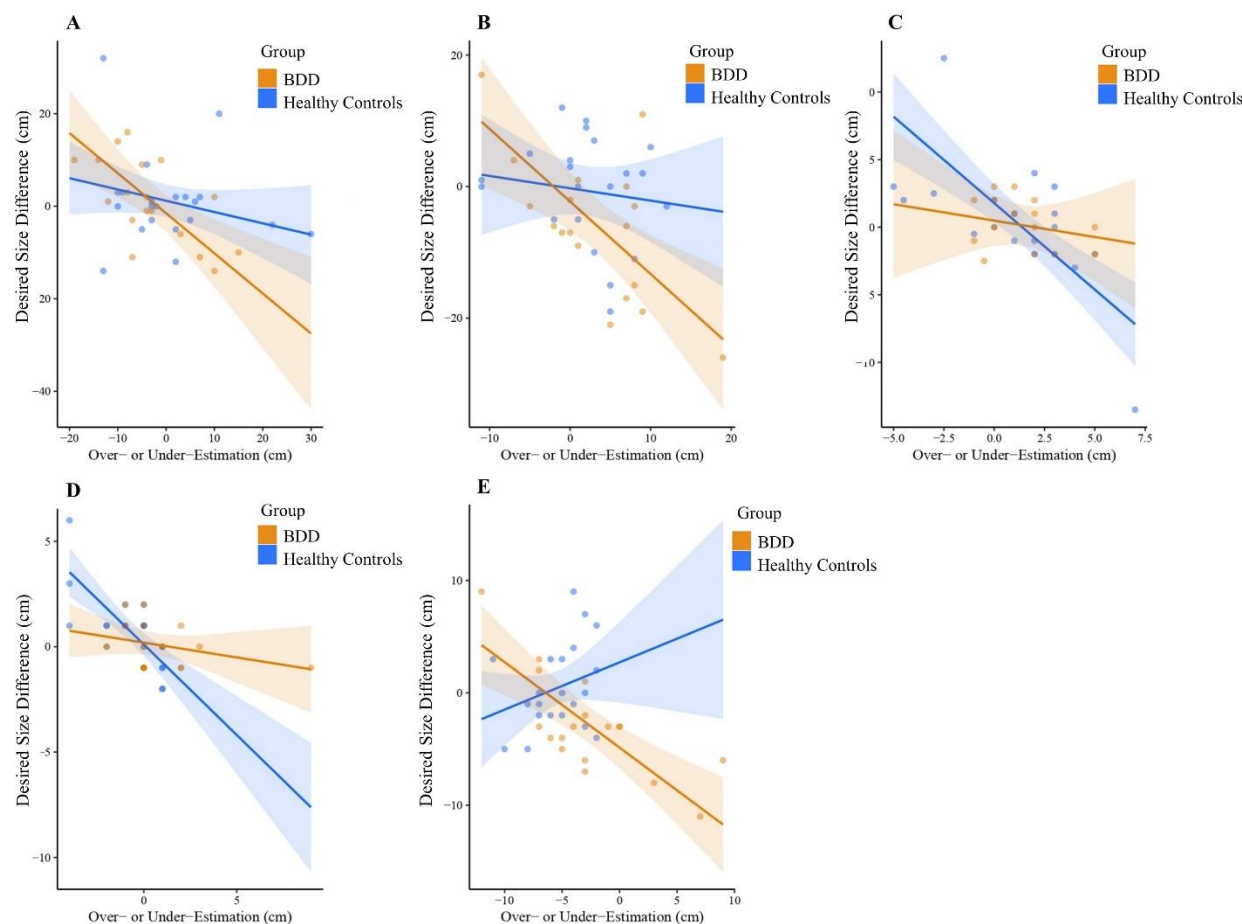 A
Group
BDD
Healthy Controls
Desired Size Difference (cm)
20
0
20
−40
−20
−10
0
10
20
30
Over− or Under−Estimation (cm)
B
Group
BDD
Healthy Controls
Desired Size Difference (cm)
20
0
−20
−10
0
10
20
Over− or Under−Estimation (cm)
C
Group
BDD
Healthy Controls
Desired Size Difference (cm)
0
5
0
5
−10
−5.0
−2.5
0.0
2.5
5.0
7.5
Over− or Under−Estimation (cm)
D
Group
BDD
Healthy Controls
Desired Size Difference (cm)
5
0
−5
−10
0
5
Over− or Under−Estimation (cm)
E
Group
BDD
Healthy Controls
Desired Size Difference (cm)
10
0
−10
−10
−5
0
5
10
Over− or Under−Estimation (cm)